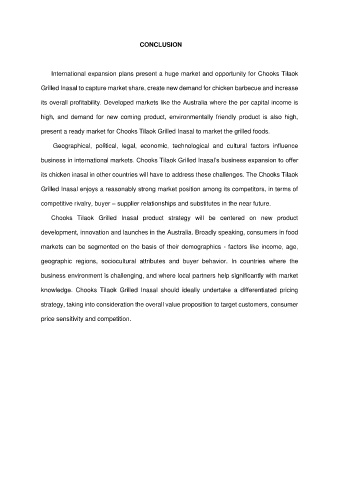 CONCLUSION
International expansion plans present a huge market and opportunity for Chooks Tilaok
Grilled Inasal to capture market share, create new demand for chicken barbecue and increase
its overall profitability. Developed markets like the Australia where the per capital income is
high, and demand for new coming product, environmentally friendly product is also high,
present a ready market for Chooks Tilaok Grilled Inasal to market the grilled foods.
Geographical, political, legal, economic, technological and cultural factors influence
business in international markets. Chooks Tilaok Grilled Inasal's business expansion to offer
its chicken inasal in other countries will have to address these challenges. The Chooks Tilaok
Grilled Inasal enjoys a reasonably strong market position among its competitors, in terms of
competitive rivalry, buyer – supplier relationships and substitutes in the near future.
Chooks Tilaok Grilled Inasal product strategy will be centered on new product
development, innovation and launches in the Australia. Broadly speaking, consumers in food
markets can be segmented on the basis of their demographics - factors like income, age,
geographic regions, sociocultural attributes and buyer behavior. In countries where the
business environment is challenging, and where local partners help significantly with market
knowledge. Chooks Tilaok Grilled Inasal should ideally undertake a differentiated pricing
strategy, taking into consideration the overall value proposition to target customers, consumer
price sensitivity and competition.